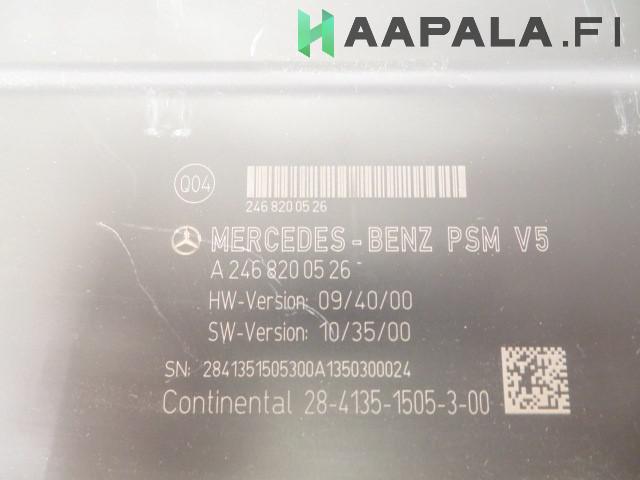 HAAPALA.FI
Q04
246 820 05 26
MERCEDES-BENZ PSM V5
A 246 820 05 26
HW-Version: 09/40/00
SW-Version: 10/35/00
SN: 2841351505300A1350300024
Continental 28-4135-1505-3-00